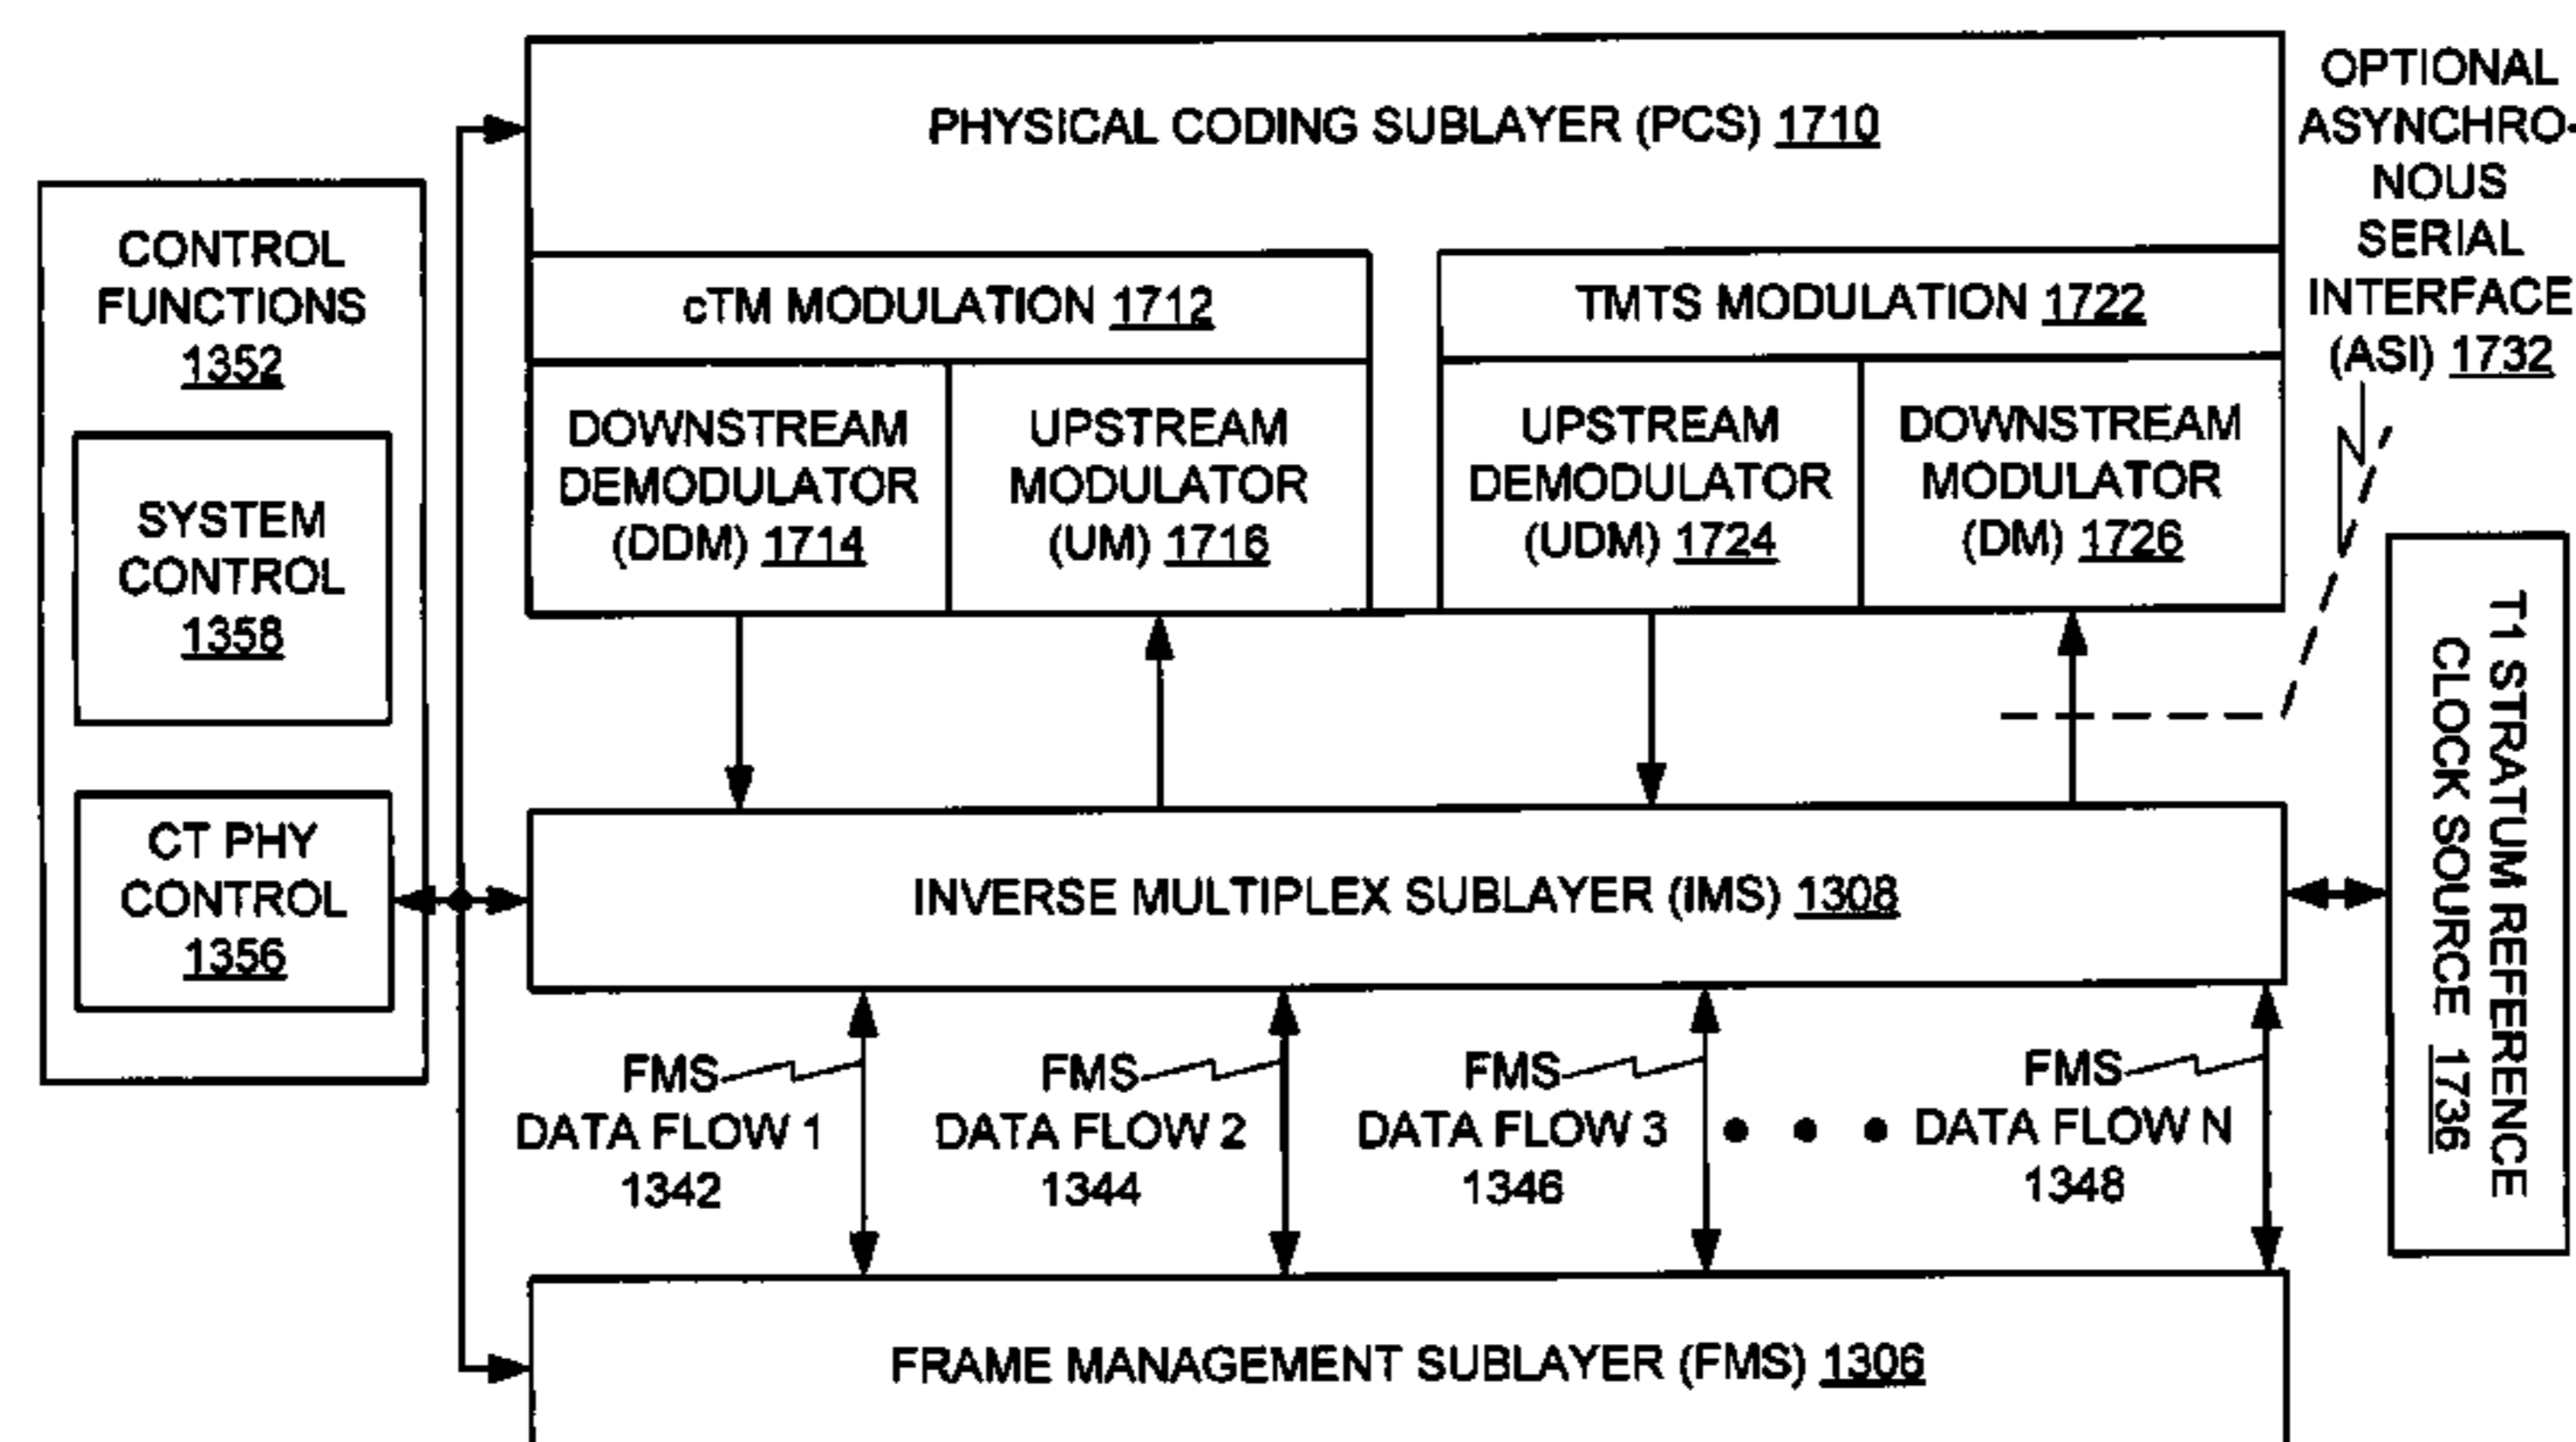 PHYSICAL CODING SUBLAYER (PCS) 1710
OPTIONAL
ASYNCHRO-
NOUS
SERIAL
INTERFACE
(ASI) 1732
CONTROL
FUNCTIONS
1352
SYSTEM
CONTROL
1358
CT PHY
CONTROL
1356
cTM MODULATION 1712
TMTS MODULATION 1722
DOWNSTREAM
DEMODULATOR
(DDM) 1714
UPSTREAM
MODULATOR
(UM) 1716
UPSTREAM
DEMODULATOR
(UDM) 1724
DOWNSTREAM
MODULATOR
(DM) 1726
T1 STRATUM REFERENCE
CLOCK SOURCE 1736
INVERSE MULTIPLEX SUBLAYER (IMS) 1308
FMS
DATA FLOW 1
1342
FMS
DATA FLOW 2
1344
FMS
DATA FLOW 3
1346
• • •
FMS
DATA FLOW N
1348
FRAME MANAGEMENT SUBLAYER (FMS) 1306